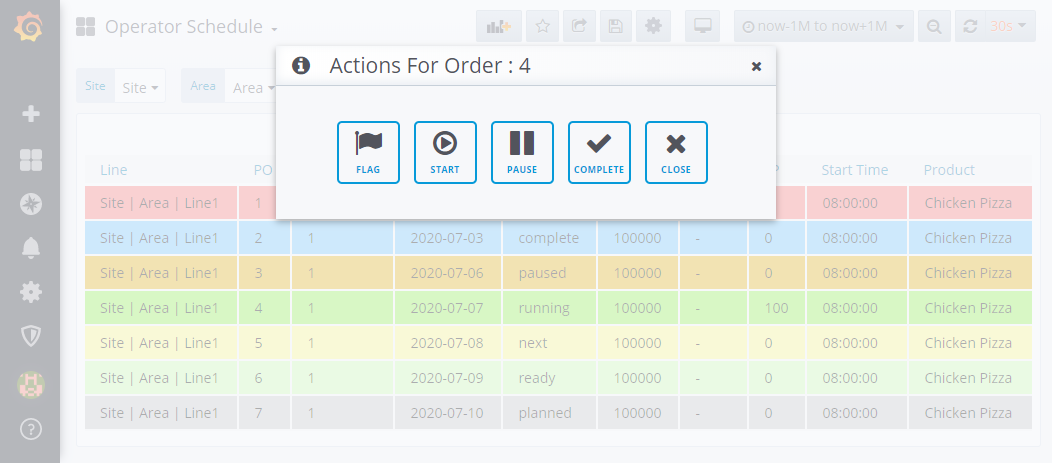 Operator Schedule
now-1M to now+1M
30s
Actions For Order : 4
Site Site Area Area
FLAG START PAUSE COMPLETE CLOSE
Line PO Start Time Product
Site | Area | Line1 1 08:00:00 Chicken Pizza
Site | Area | Line1 2 1 2020-07-03 complete 100000 - 0 08:00:00 Chicken Pizza
Site | Area | Line1 3 1 2020-07-06 paused 100000 - 0 08:00:00 Chicken Pizza
Site | Area | Line1 4 1 2020-07-07 running 100000 - 100 08:00:00 Chicken Pizza
Site | Area | Line1 5 1 2020-07-08 next 100000 - 0 08:00:00 Chicken Pizza
Site | Area | Line1 6 1 2020-07-09 ready 100000 - 0 08:00:00 Chicken Pizza
Site | Area | Line1 7 1 2020-07-10 planned 100000 - 0 08:00:00 Chicken Pizza